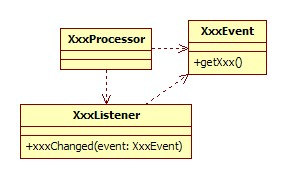 XxxProcessor
XxxEvent
+getXxx()
XxxListener
+xxxChanged(event: XxxEvent)